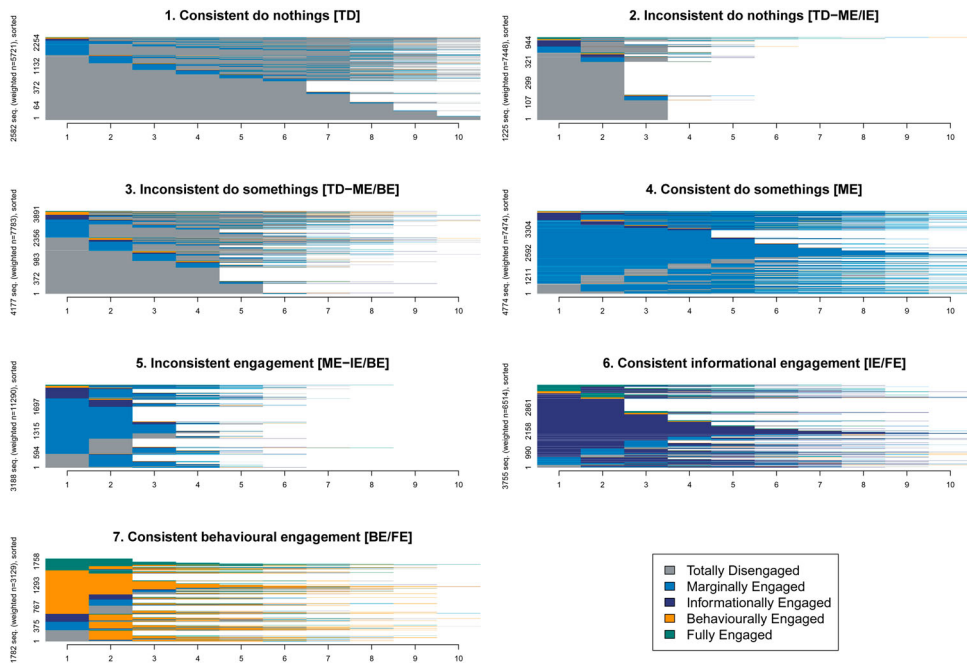 1. Consistent do nothings [TD]
2582 seq. (weighted n=5721), sorted
1 64 372 1132 2254
1 2 3 4 5 6 7 8 9 10
2. Inconsistent do nothings [TD−ME/IE]
1225 seq. (weighted n=7448), sorted
1 107 299 321 944
1 2 3 4 5 6 7 8 9 10
3. Inconsistent do somethings [TD−ME/BE]
4177 seq. (weighted n=7793), sorted
1 372 983 2356 3891
1 2 3 4 5 6 7 8 9 10
4. Consistent do somethings [ME]
4774 seq. (weighted n=7474), sorted
1 1211 2592 3304
1 2 3 4 5 6 7 8 9 10
5. Inconsistent engagement [ME−IE/BE]
3188 seq. (weighted n=11290), sorted
1 594 1315 1697
1 2 3 4 5 6 7 8 9 10
6. Consistent informational engagement [IE/FE]
3755 seq. (weighted n=6514), sorted
1 990 2158 2861
1 2 3 4 5 6 7 8 9 10
7. Consistent behavioural engagement [BE/FE]
1782 seq. (weighted n=3129), sorted
1 375 767 1293 1758
1 2 3 4 5 6 7 8 9 10
Totally Disengaged
Marginally Engaged
Informationally Engaged
Behaviourally Engaged
Fully Engaged